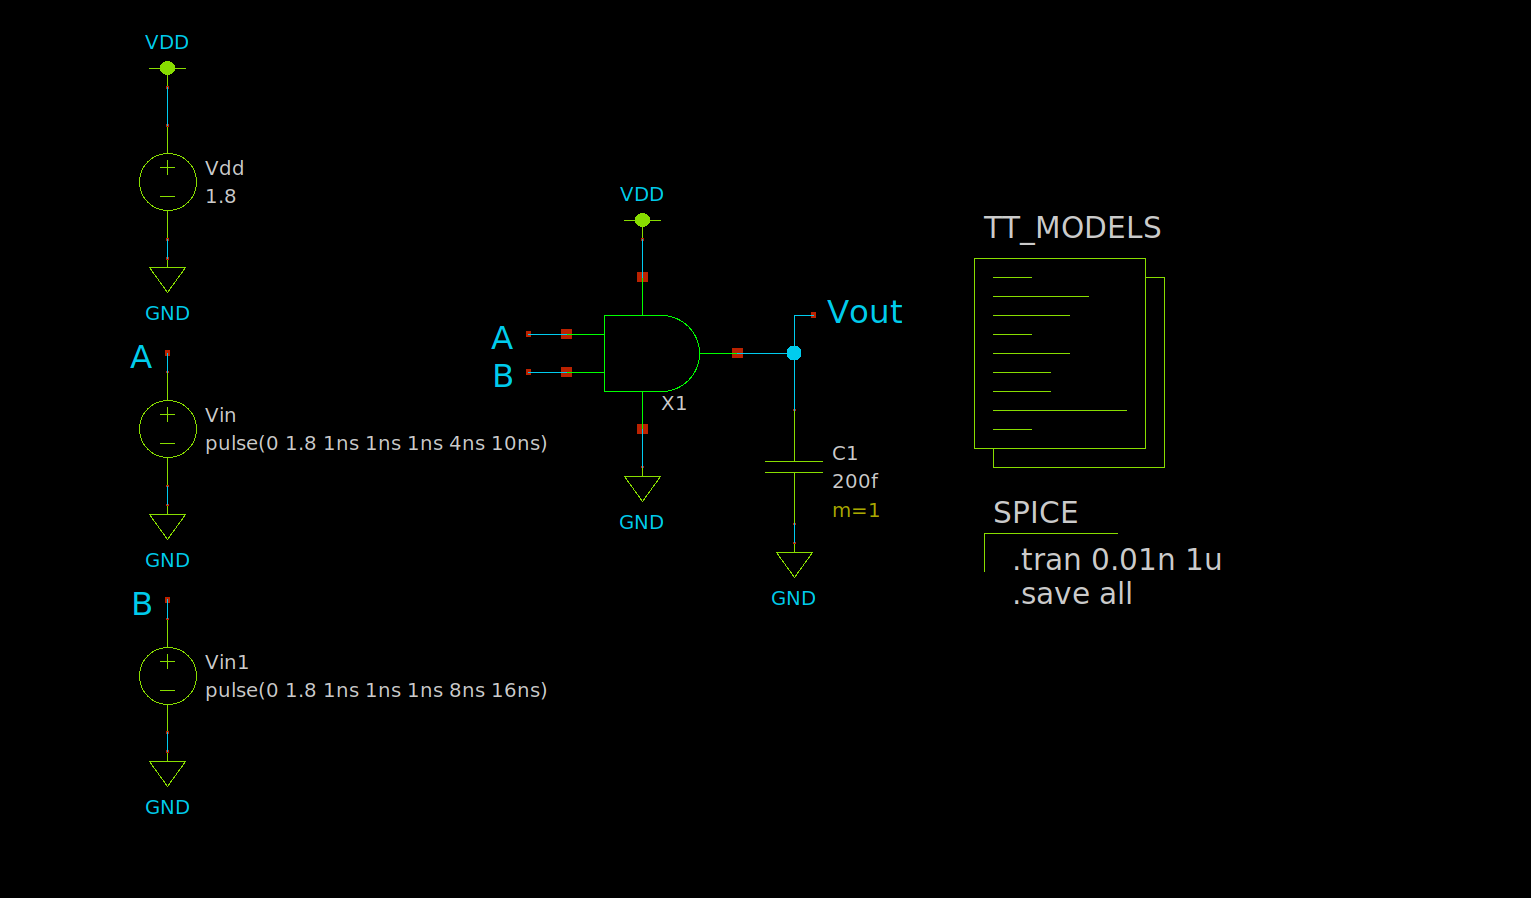 VDD
Vdd
1.8
GND
A
Vin
pulse(0 1.8 1ns 1ns 1ns 4ns 10ns)
GND
B
Vin1
pulse(0 1.8 1ns 1ns 1ns 8ns 16ns)
GND
VDD
A
B
X1
GND
Vout
C1
200f
m=1
GND
TT_MODELS
SPICE
.tran 0.01n 1u
.save all